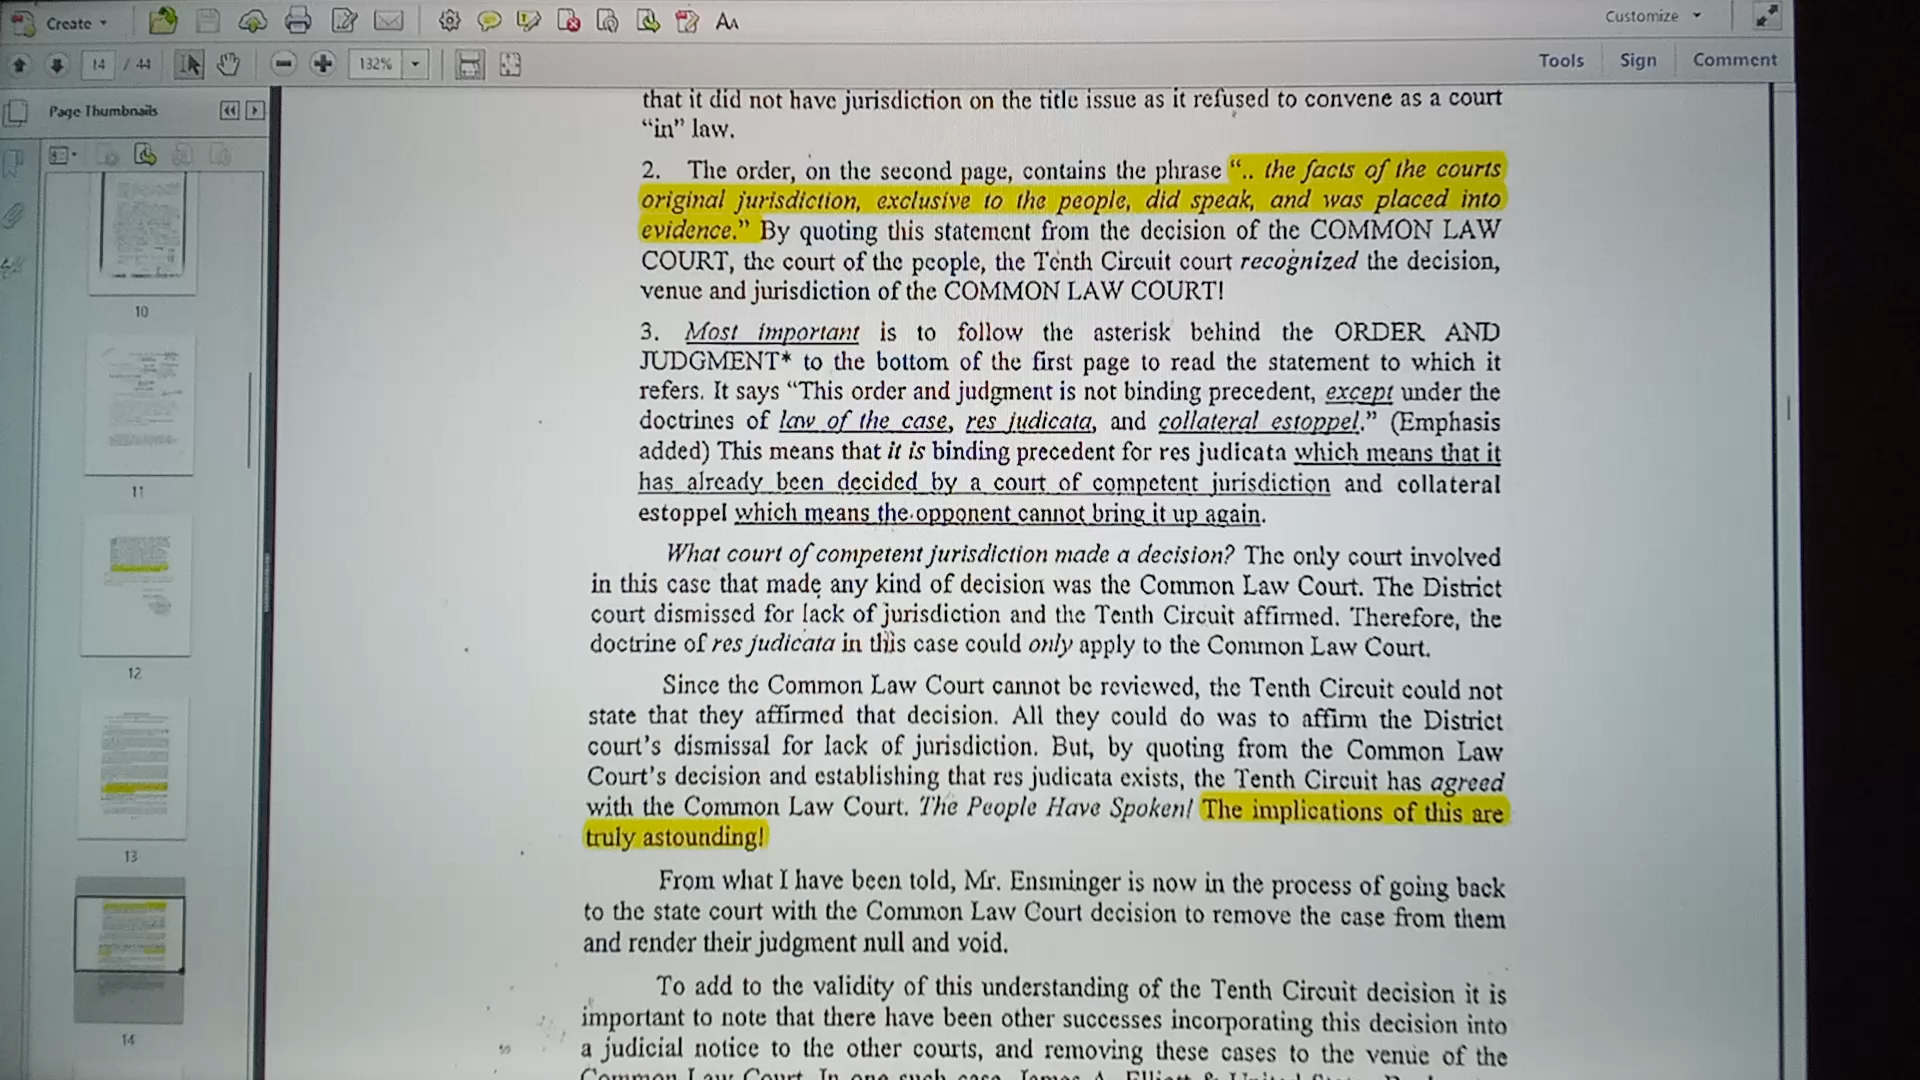 Create
Customize
14 / 44
132%
Tools
Sign
Comment
Page Thumbnails
10
11
12
13
14
that it did not have jurisdiction on the title issue as it refused to convene as a court
“in” law.
2. The order, on the second page, contains the phrase “.. the facts of the courts
original jurisdiction, exclusive to the people, did speak, and was placed into
evidence.” By quoting this statement from the decision of the COMMON LAW
COURT, the court of the people, the Tenth Circuit court recognized the decision,
venue and jurisdiction of the COMMON LAW COURT!
3. Most important is to follow the asterisk behind the ORDER AND
JUDGMENT* to the bottom of the first page to read the statement to which it
refers. It says “This order and judgment is not binding precedent, except under the
doctrines of law of the case, res judicata, and collateral estoppel.” (Emphasis
added) This means that it is binding precedent for res judicata which means that it
has already been decided by a court of competent jurisdiction and collateral
estoppel which means the opponent cannot bring it up again.
What court of competent jurisdiction made a decision? The only court involved
in this case that made any kind of decision was the Common Law Court. The District
court dismissed for lack of jurisdiction and the Tenth Circuit affirmed. Therefore, the
doctrine of res judicata in this case could only apply to the Common Law Court.
Since the Common Law Court cannot be reviewed, the Tenth Circuit could not
state that they affirmed that decision. All they could do was to affirm the District
court’s dismissal for lack of jurisdiction. But, by quoting from the Common Law
Court’s decision and establishing that res judicata exists, the Tenth Circuit has agreed
with the Common Law Court. The People Have Spoken! The implications of this are
truly astounding!
From what I have been told, Mr. Ensminger is now in the process of going back
to the state court with the Common Law Court decision to remove the case from them
and render their judgment null and void.
To add to the validity of this understanding of the Tenth Circuit decision it is
important to note that there have been other successes incorporating this decision into
a judicial notice to the other courts, and removing these cases to the venue of the
Common Law Court. In one such case, James A. Elliott &